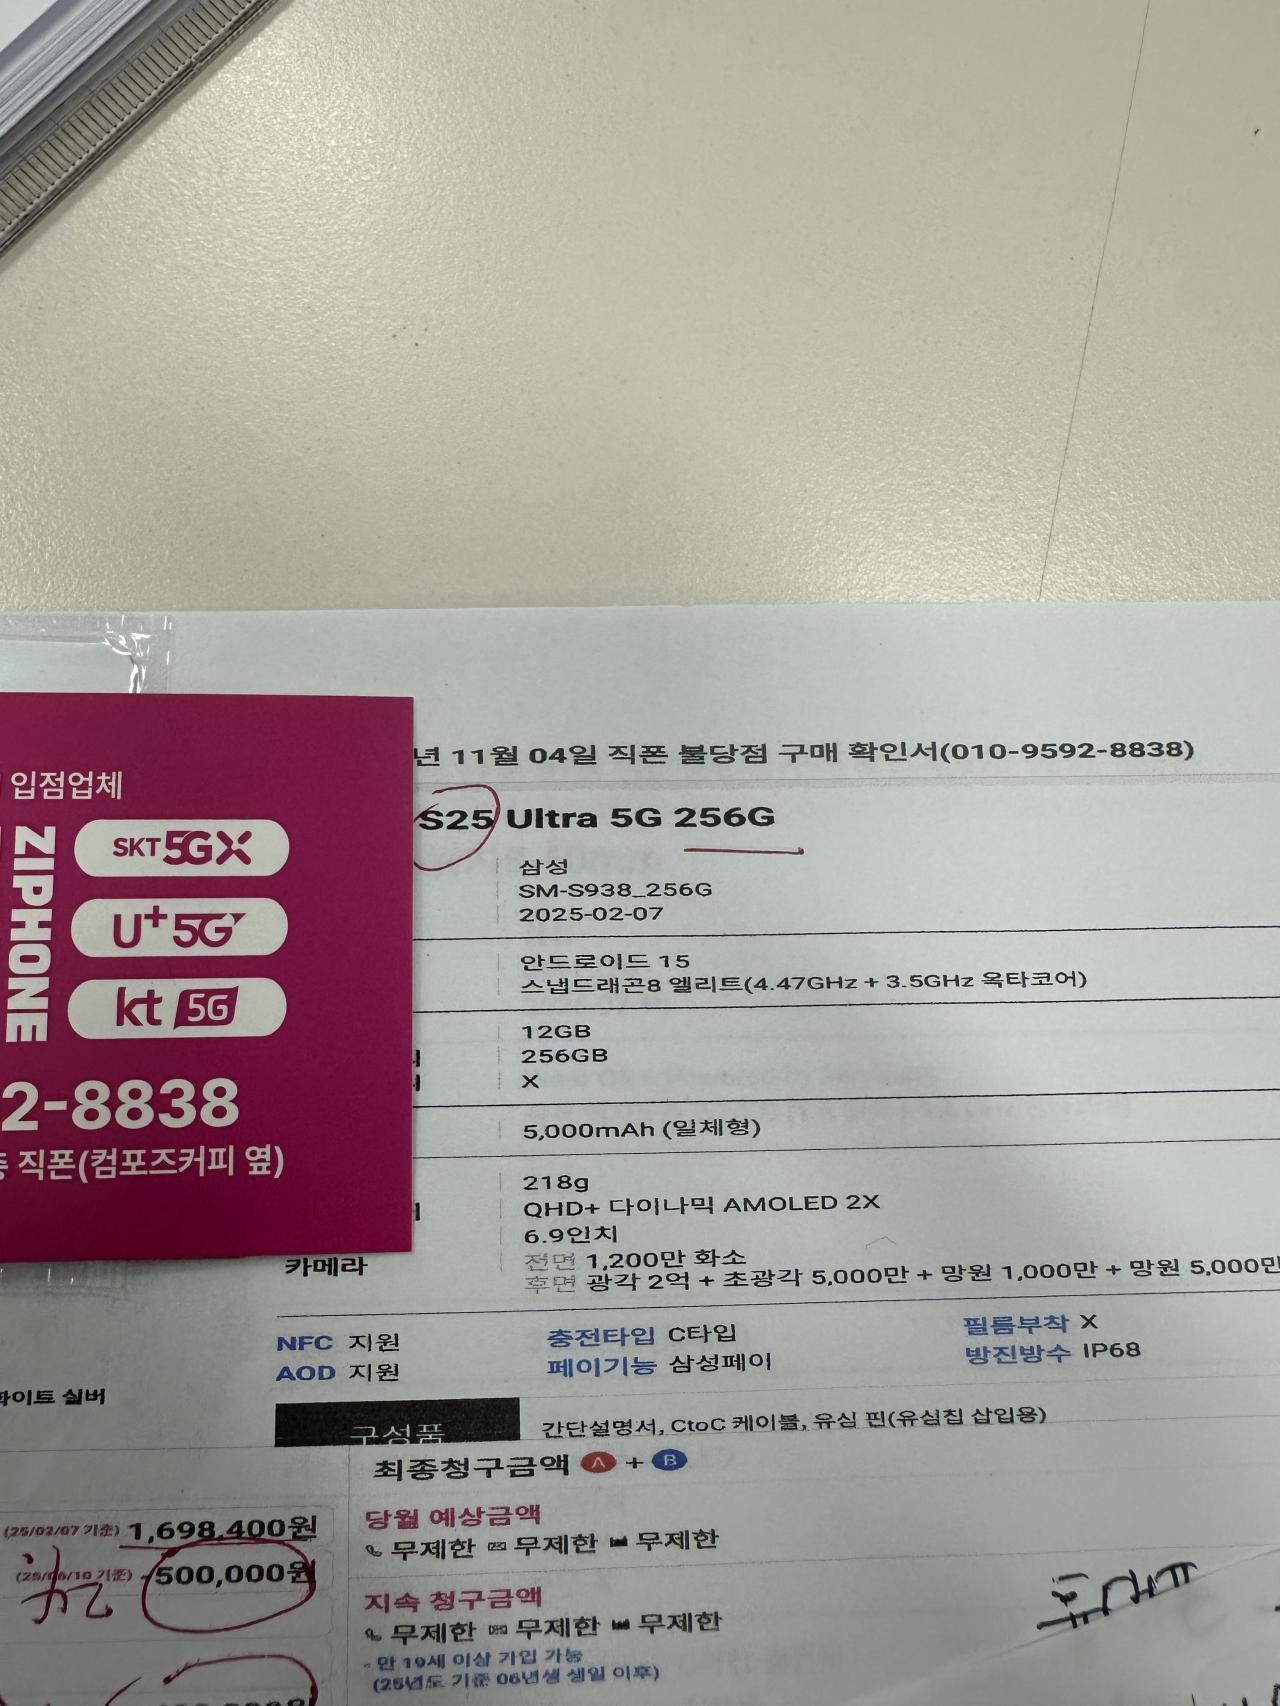 입점업체
ZIPHONE
SKT 5GX
U+5G
kt 5G
2-8838
직폰(컴포즈커피 옆)
년 11월 04일 직폰 불당점 구매 확인서(010-9592-8838)
S25 Ultra 5G 256G
삼성
SM-S938_256G
2025-02-07
안드로이드 15
스냅드래곤8 엘리트(4.47GHz + 3.5GHz 옥타코어)
12GB
256GB
X
5,000mAh (일체형)
218g
QHD+ 다이나믹 AMOLED 2X
6.9인치
카메라 전면 1,200만 화소
후면 광각 2억 + 초광각 5,000만 + 망원 1,000만 + 망원 5,000만
NFC 지원 충전타입 C타입 필름부착 X
AOD 지원 페이기능 삼성페이 방진방수 IP68
화이트 실버
구성품 간단설명서, CtoC 케이블, 유심 핀(유심칩 삽입용)
최종청구금액 A + B
(25/02/07 기준) 1,698,400원
기준) -500,000원
당월 예상금액
무제한 무제한 무제한
지속 청구금액
무제한 무제한 무제한
- 만 19세 이상 가입 가능
(25년도 기준 06년생 생일 이후)